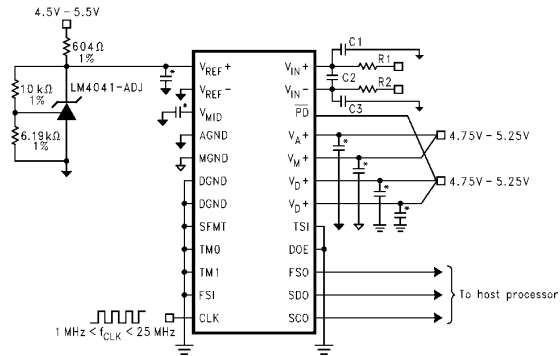 4.5V-5.5V
604Ω
1%
LM4041-ADJ
10kΩ
1%
6.19kΩ
1%
*
*
VREF+
VREF-
VMID
AGND
MGND
DGND
DGND
SFMT
TM0
TM1
FSI
CLK
1 MHz < fCLK < 25 MHz
VIN+
VIN-
PD
VA+
VM+
VD+
VD+
TSI
DOE
FSO
SDO
SCO
C1
R1
C2
R2
C3
*
*
*
*
4.75V-5.25V
4.75V-5.25V
To host processor